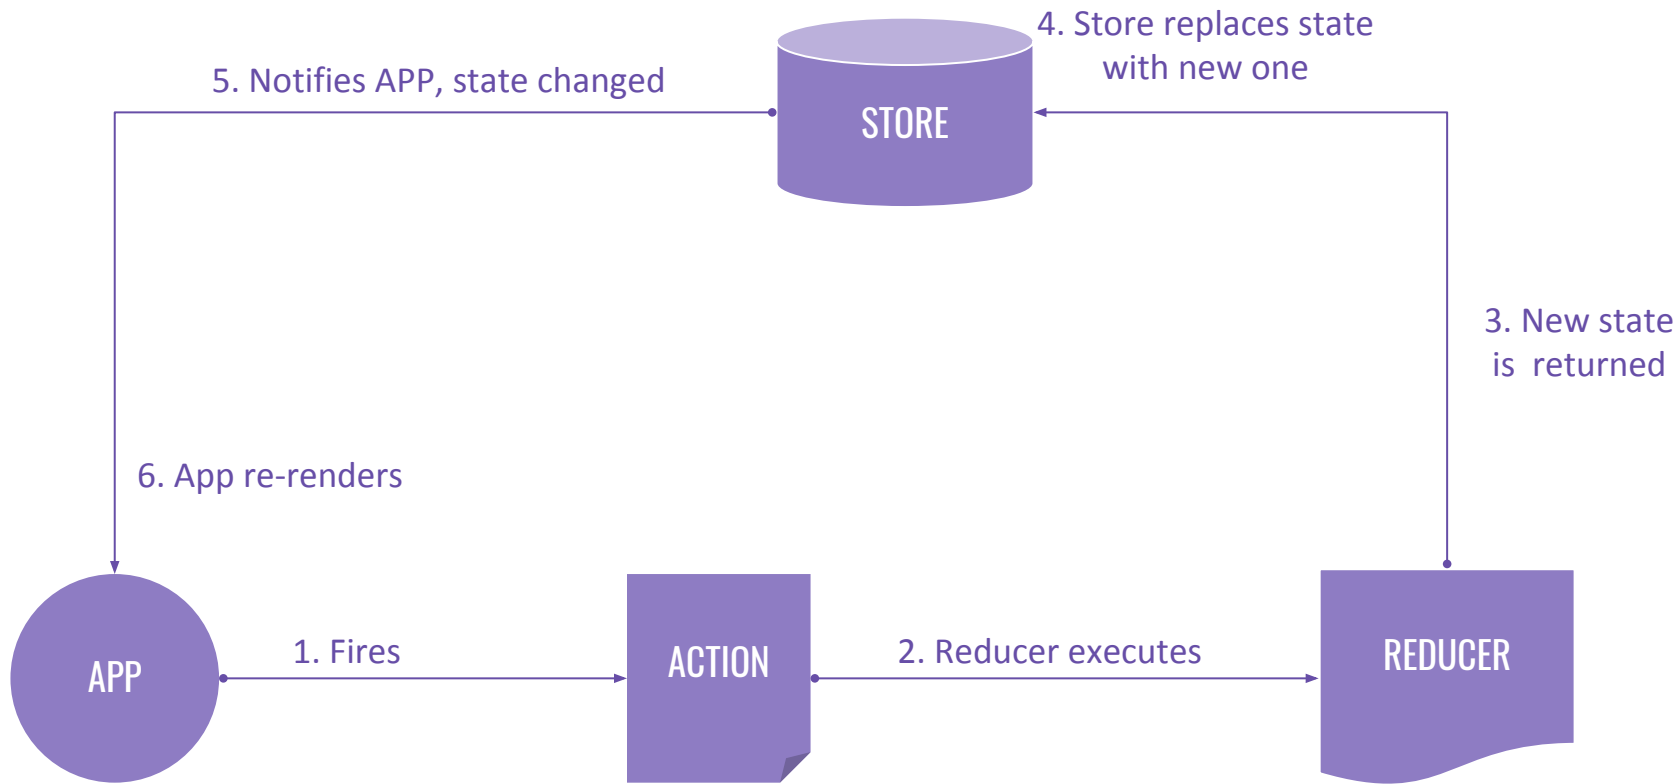 4. Store replaces state
with new one
5. Notifies APP, state changed
STORE
3. New state
is  returned
6. App re-renders
1. Fires
2. Reducer executes
APP
ACTION
REDUCER